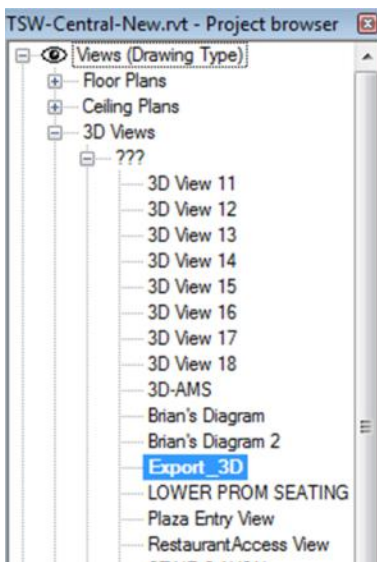 TSW-Central-New.rvt - Project browser
Views (Drawing Type)
Floor Plans
Ceiling Plans
3D Views
???
3D View 11
3D View 12
3D View 13
3D View 14
3D View 15
3D View 16
3D View 17
3D View 18
3D-AMS
Brian's Diagram
Brian's Diagram 2
Export_3D
LOWER PROM SEATING
Plaza Entry View
RestaurantAccess View